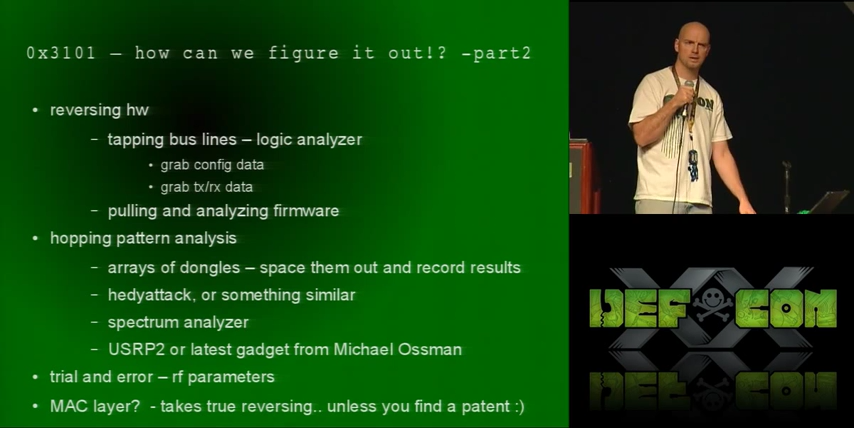 0x3101 – how can we figure it out!? -part2
• reversing hw
– tapping bus lines – logic analyzer
• grab config data
• grab tx/rx data
– pulling and analyzing firmware
• hopping pattern analysis
– arrays of dongles – space them out and record results
– hedyattack, or something similar
– spectrum analyzer
– USRP2 or latest gadget from Michael Ossman
• trial and error – rf parameters
• MAC layer? - takes true reversing.. unless you find a patent :)
XX
DEF CON